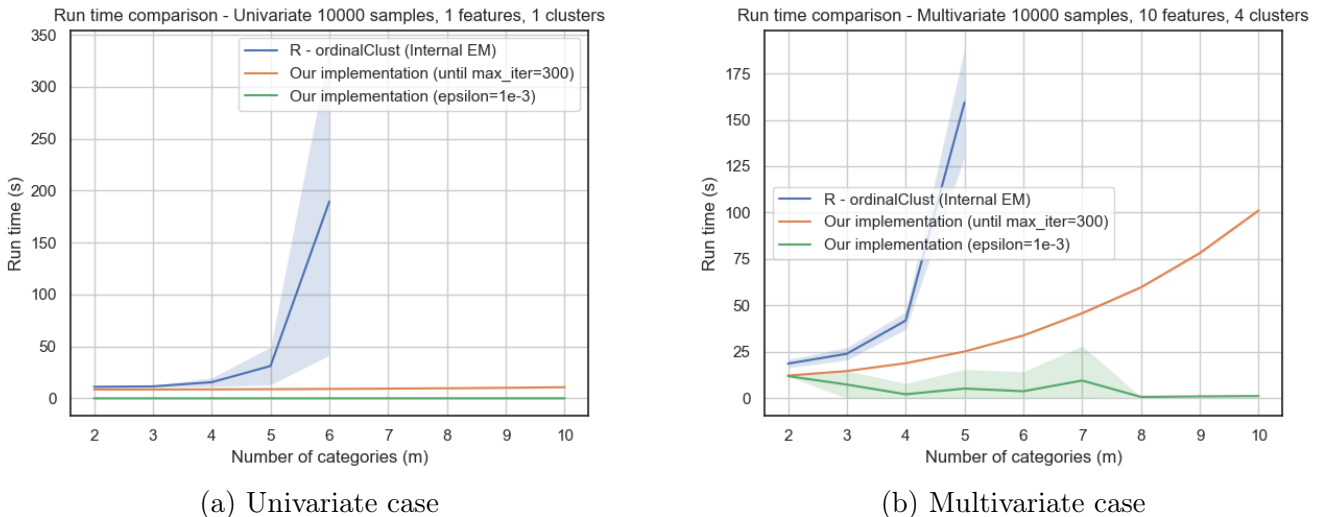 Run time comparison - Univariate 10000 samples, 1 features, 1 clusters
350
300
250
200
150
100
50
0
Run time (s)
R - ordinalClust (Internal EM)
Our implementation (until max_iter=300)
Our implementation (epsilon=1e-3)
2 3 4 5 6 7 8 9 10
Number of categories (m)
(a) Univariate case
Run time comparison - Multivariate 10000 samples, 10 features, 4 clusters
175
150
125
100
75
50
25
0
Run time (s)
R - ordinalClust (Internal EM)
Our implementation (until max_iter=300)
Our implementation (epsilon=1e-3)
2 3 4 5 6 7 8 9 10
Number of categories (m)
(b) Multivariate case